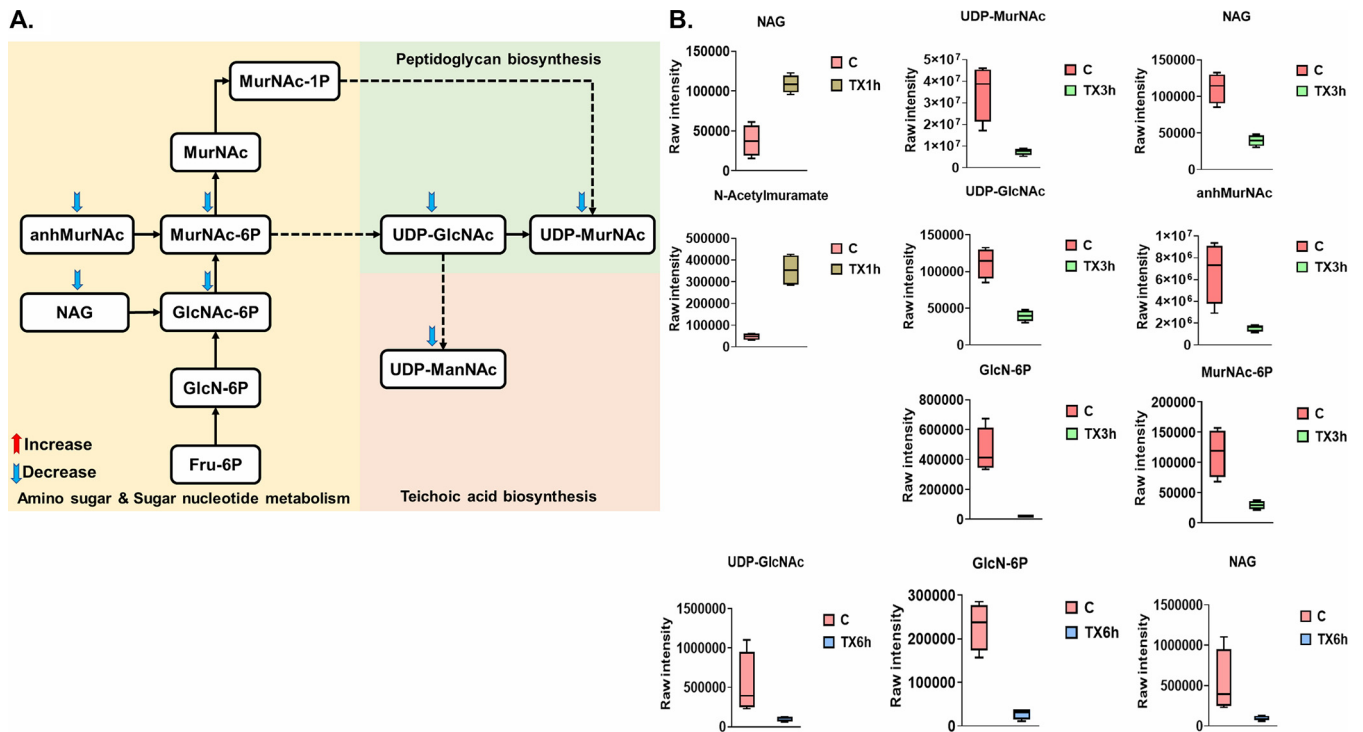 A.
Peptidoglycan biosynthesis
MurNAc-1P
MurNAc
anhMurNAc
MurNAc-6P
UDP-GlcNAc
UDP-MurNAc
NAG
GlcNAc-6P
UDP-ManNAc
GlcN-6P
Increase
Fru-6P
Decrease
Amino sugar & Sugar nucleotide metabolism
Teichoic acid biosynthesis
B.
NAG
Raw intensity
150000
100000
50000
0
C
TX1h
UDP-MurNAc
Raw intensity
5×10⁷
4×10⁷
3×10⁷
2×10⁷
1×10⁷
0
C
TX3h
NAG
Raw intensity
150000
100000
50000
0
C
TX3h
N-Acetylmuramate
Raw intensity
500000
400000
300000
200000
100000
0
C
TX1h
UDP-GlcNAc
Raw intensity
150000
100000
50000
0
C
TX3h
anhMurNAc
Raw intensity
1×10⁷
8×10⁶
6×10⁶
4×10⁶
2×10⁶
0
C
TX3h
GlcN-6P
Raw intensity
800000
600000
400000
200000
0
C
TX3h
MurNAc-6P
Raw intensity
200000
150000
100000
50000
0
C
TX3h
UDP-GlcNAc
Raw intensity
1500000
1000000
500000
0
C
TX6h
GlcN-6P
Raw intensity
300000
200000
100000
0
C
TX6h
NAG
Raw intensity
1500000
1000000
500000
0
C
TX6h